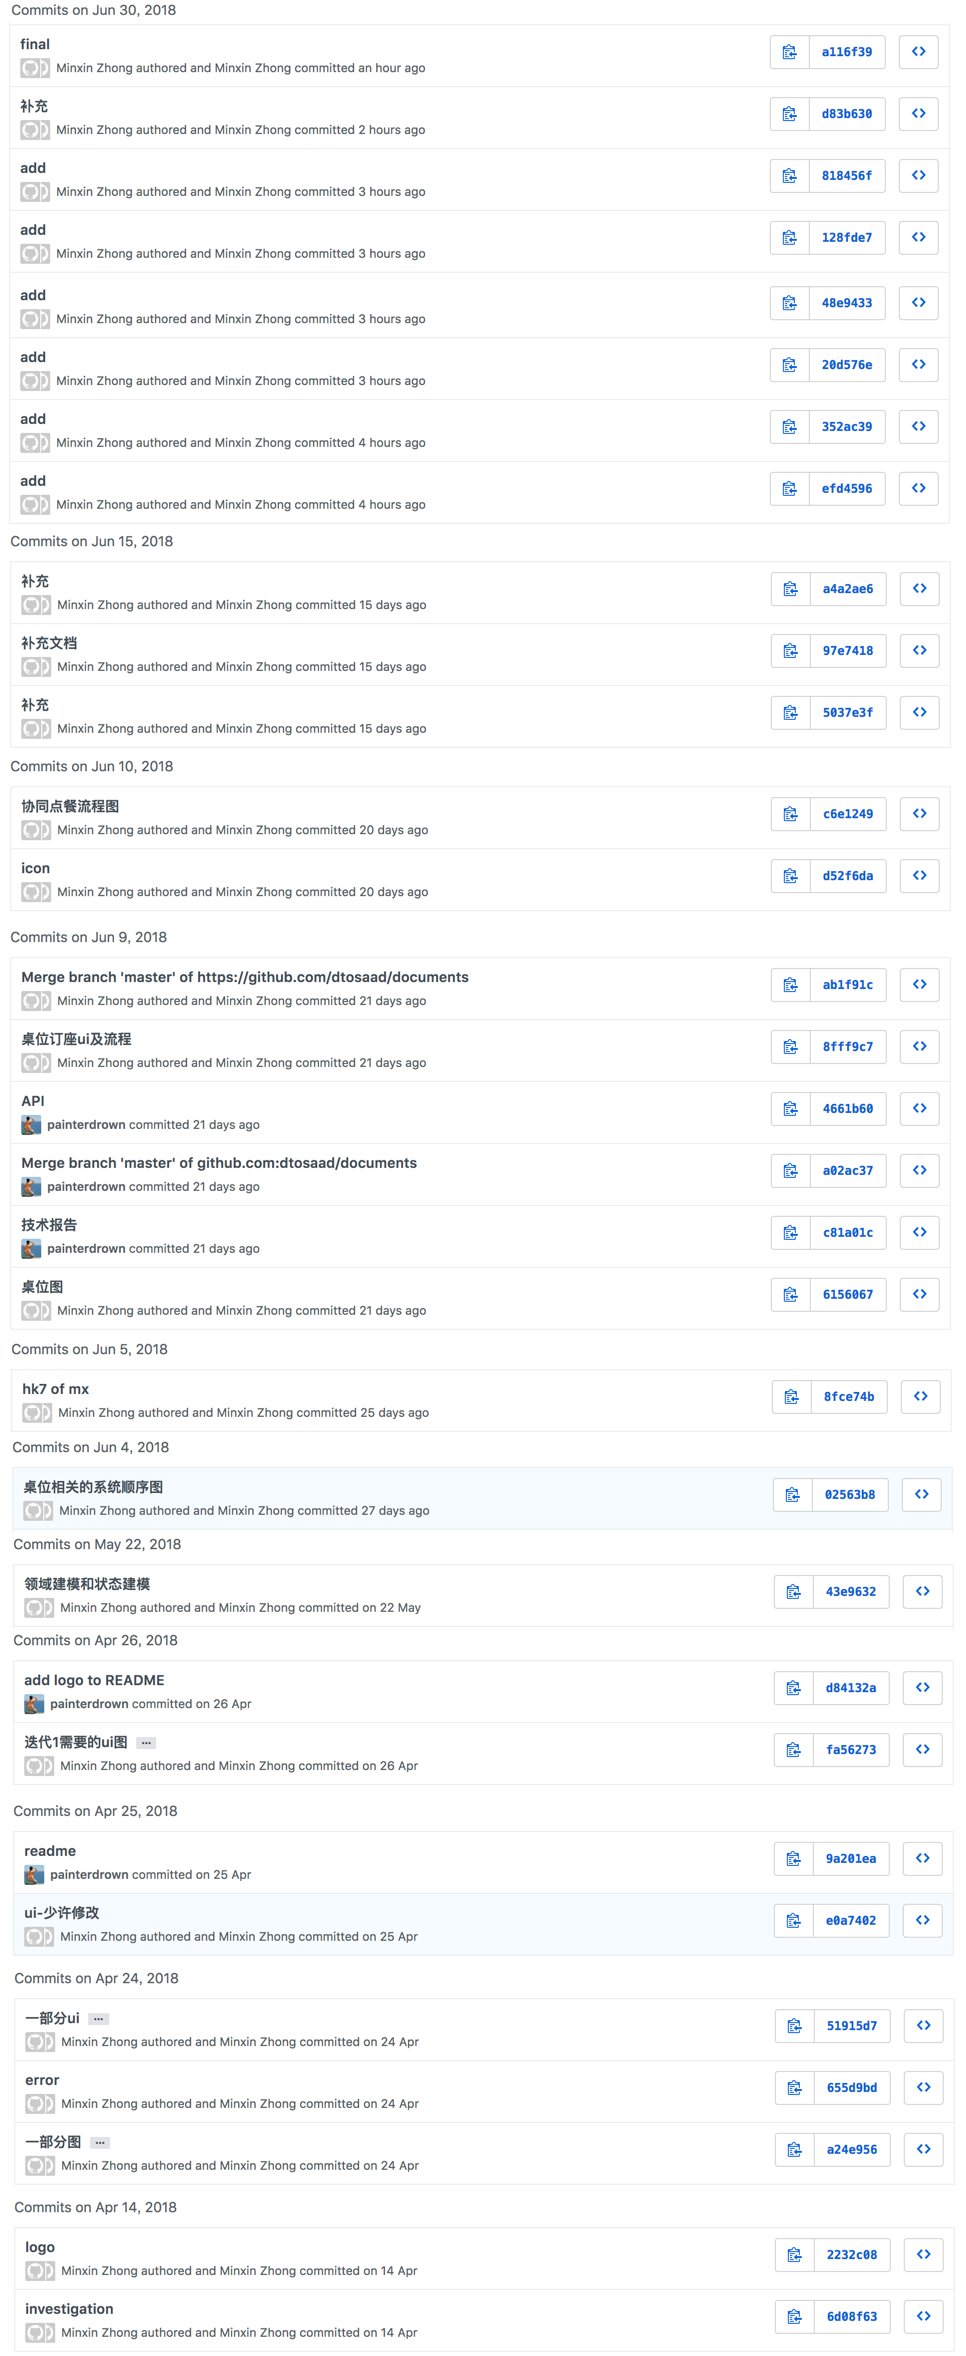 Commits on Jun 30, 2018
final
Minxin Zhong authored and Minxin Zhong committed an hour ago
a116f39
补充
Minxin Zhong authored and Minxin Zhong committed 2 hours ago
d83b630
add
Minxin Zhong authored and Minxin Zhong committed 3 hours ago
818456f
add
Minxin Zhong authored and Minxin Zhong committed 3 hours ago
128fde7
add
Minxin Zhong authored and Minxin Zhong committed 3 hours ago
48e9433
add
Minxin Zhong authored and Minxin Zhong committed 3 hours ago
20d576e
add
Minxin Zhong authored and Minxin Zhong committed 4 hours ago
352ac39
add
Minxin Zhong authored and Minxin Zhong committed 4 hours ago
efd4596
Commits on Jun 15, 2018
补充
Minxin Zhong authored and Minxin Zhong committed 15 days ago
a4a2ae6
补充文档
Minxin Zhong authored and Minxin Zhong committed 15 days ago
97e7418
补充
Minxin Zhong authored and Minxin Zhong committed 15 days ago
5037e3f
Commits on Jun 10, 2018
协同点餐流程图
Minxin Zhong authored and Minxin Zhong committed 20 days ago
c6e1249
icon
Minxin Zhong authored and Minxin Zhong committed 20 days ago
d52f6da
Commits on Jun 9, 2018
Merge branch 'master' of https://github.com/dtosaad/documents
Minxin Zhong authored and Minxin Zhong committed 21 days ago
ab1f91c
桌位订座ui及流程
Minxin Zhong authored and Minxin Zhong committed 21 days ago
8fff9c7
API
painterdrown committed 21 days ago
4661b60
Merge branch 'master' of github.com:dtosaad/documents
painterdrown committed 21 days ago
a02ac37
技术报告
painterdrown committed 21 days ago
c81a01c
桌位图
Minxin Zhong authored and Minxin Zhong committed 21 days ago
6156067
Commits on Jun 5, 2018
hk7 of mx
Minxin Zhong authored and Minxin Zhong committed 25 days ago
8fce74b
Commits on Jun 4, 2018
桌位相关的系统顺序图
Minxin Zhong authored and Minxin Zhong committed 27 days ago
02563b8
Commits on May 22, 2018
领域建模和状态建模
Minxin Zhong authored and Minxin Zhong committed on 22 May
43e9632
Commits on Apr 26, 2018
add logo to README
painterdrown committed on 26 Apr
d84132a
迭代1需要的ui图 …
Minxin Zhong authored and Minxin Zhong committed on 26 Apr
fa56273
Commits on Apr 25, 2018
readme
painterdrown committed on 25 Apr
9a201ea
ui-少许修改
Minxin Zhong authored and Minxin Zhong committed on 25 Apr
e0a7402
Commits on Apr 24, 2018
一部分ui …
Minxin Zhong authored and Minxin Zhong committed on 24 Apr
51915d7
error
Minxin Zhong authored and Minxin Zhong committed on 24 Apr
655d9bd
一部分图 …
Minxin Zhong authored and Minxin Zhong committed on 24 Apr
a24e956
Commits on Apr 14, 2018
logo
Minxin Zhong authored and Minxin Zhong committed on 14 Apr
2232c08
investigation
Minxin Zhong authored and Minxin Zhong committed on 14 Apr
6d08f63